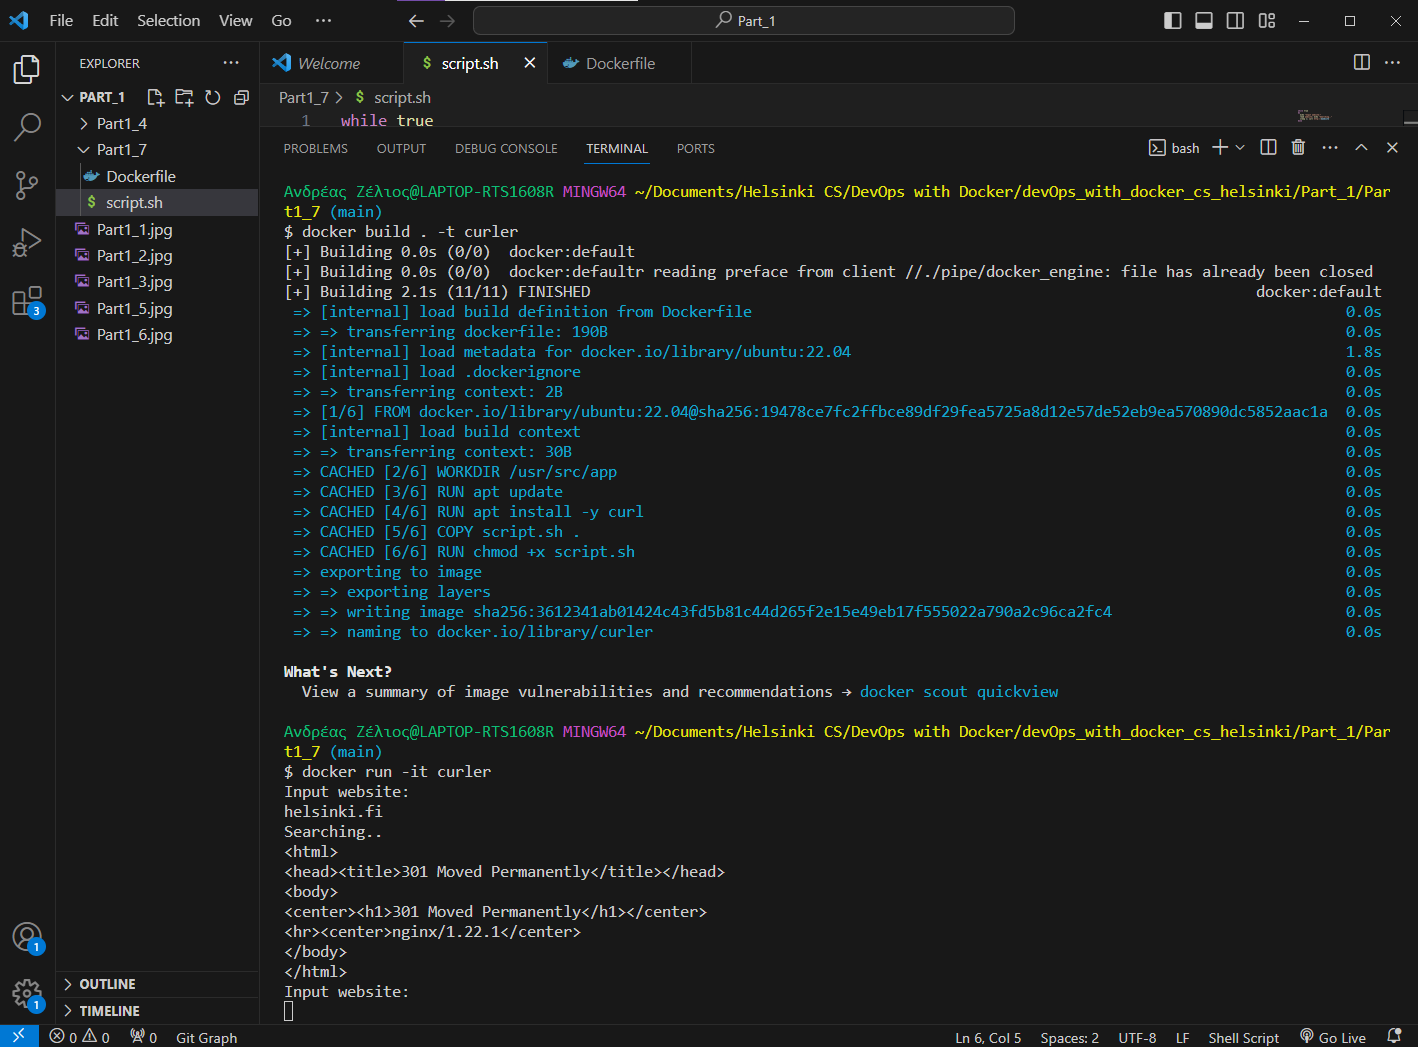 File Edit Selection View Go ··· Part_1
EXPLORER ···
PART_1
Part1_4
Part1_7
Dockerfile
$ script.sh
Part1_1.jpg
Part1_2.jpg
Part1_3.jpg
Part1_5.jpg
Part1_6.jpg
OUTLINE
TIMELINE
3
1
1
Welcome $ script.sh Dockerfile ···
Part1_7 > $ script.sh
1 while true
PROBLEMS OUTPUT DEBUG CONSOLE TERMINAL PORTS bash ···
Ανδρέας Ζέλιος@LAPTOP-RTS1608R MINGW64 ~/Documents/Helsinki CS/DevOps with Docker/devOps_with_docker_cs_helsinki/Part_1/Par
t1_7 (main)
$ docker build . -t curler
[+] Building 0.0s (0/0)  docker:default
[+] Building 0.0s (0/0)  docker:defaultr reading preface from client //./pipe/docker_engine: file has already been closed
[+] Building 2.1s (11/11) FINISHED docker:default
=> [internal] load build definition from Dockerfile 0.0s
=> => transferring dockerfile: 190B 0.0s
=> [internal] load metadata for docker.io/library/ubuntu:22.04 1.8s
=> [internal] load .dockerignore 0.0s
=> => transferring context: 2B 0.0s
=> [1/6] FROM docker.io/library/ubuntu:22.04@sha256:19478ce7fc2ffbce89df29fea5725a8d12e57de52eb9ea570890dc5852aac1a 0.0s
=> [internal] load build context 0.0s
=> => transferring context: 30B 0.0s
=> CACHED [2/6] WORKDIR /usr/src/app 0.0s
=> CACHED [3/6] RUN apt update 0.0s
=> CACHED [4/6] RUN apt install -y curl 0.0s
=> CACHED [5/6] COPY script.sh . 0.0s
=> CACHED [6/6] RUN chmod +x script.sh 0.0s
=> exporting to image 0.0s
=> => exporting layers 0.0s
=> => writing image sha256:3612341ab01424c43fd5b81c44d265f2e15e49eb17f555022a790a2c96ca2fc4 0.0s
=> => naming to docker.io/library/curler 0.0s
What's Next?
View a summary of image vulnerabilities and recommendations → docker scout quickview
Ανδρέας Ζέλιος@LAPTOP-RTS1608R MINGW64 ~/Documents/Helsinki CS/DevOps with Docker/devOps_with_docker_cs_helsinki/Part_1/Par
t1_7 (main)
$ docker run -it curler
Input website:
helsinki.fi
Searching..
<html>
<head><title>301 Moved Permanently</title></head>
<body>
<center><h1>301 Moved Permanently</h1></center>
<hr><center>nginx/1.22.1</center>
</body>
</html>
Input website:
0 0 0 Git Graph Ln 6, Col 5 Spaces: 2 UTF-8 LF Shell Script Go Live